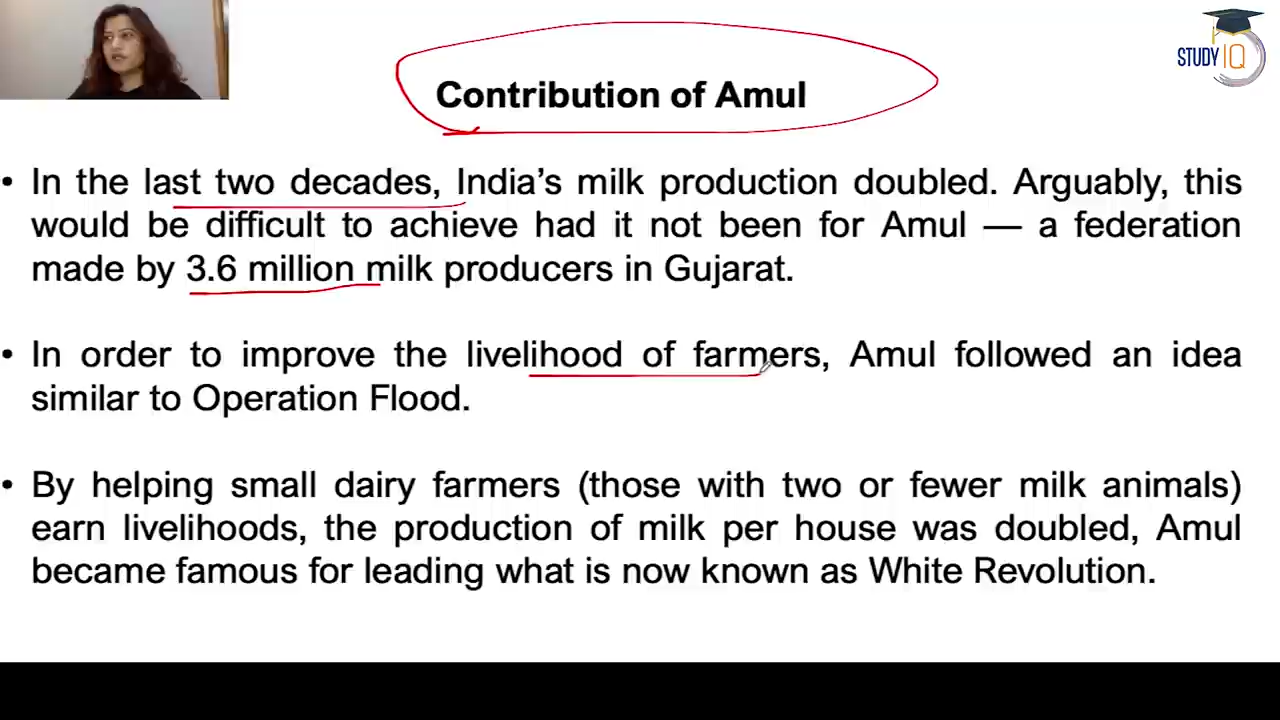 STUDY IQ
Contribution of Amul
• In the last two decades, India’s milk production doubled. Arguably, this
would be difficult to achieve had it not been for Amul — a federation
made by 3.6 million milk producers in Gujarat.
• In order to improve the livelihood of farmers, Amul followed an idea
similar to Operation Flood.
• By helping small dairy farmers (those with two or fewer milk animals)
earn livelihoods, the production of milk per house was doubled, Amul
became famous for leading what is now known as White Revolution.